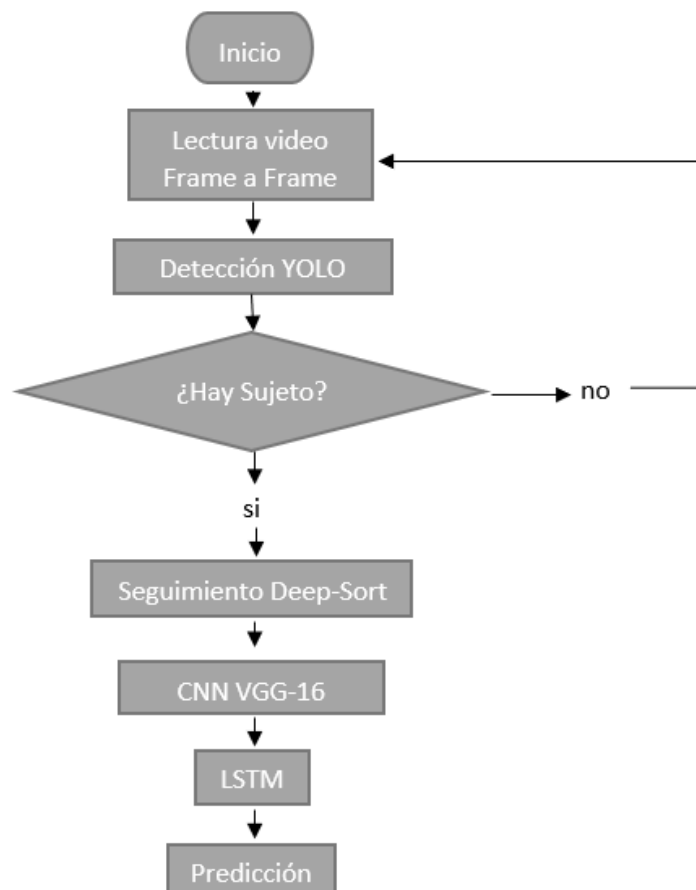 Inicio
Lectura video
Frame a Frame
Detección YOLO
¿Hay Sujeto?
no
si
Seguimiento Deep-Sort
CNN VGG-16
LSTM
Predicción